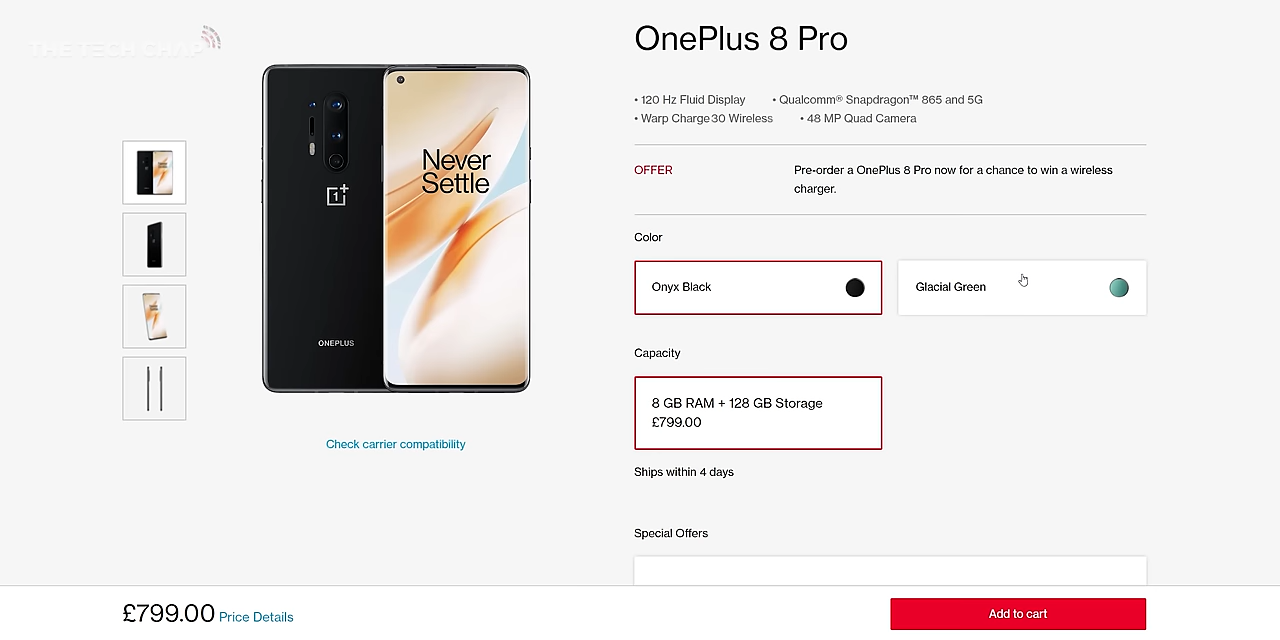 THE TECH CHAP
OnePlus 8 Pro
• 120 Hz Fluid Display • Qualcomm® Snapdragon™ 865 and 5G
• Warp Charge 30 Wireless • 48 MP Quad Camera
OFFER
Pre-order a OnePlus 8 Pro now for a chance to win a wireless
charger.
Never
Settle
ONEPLUS
Check carrier compatibility
Color
Onyx Black
Glacial Green
Capacity
8 GB RAM + 128 GB Storage
£799.00
Ships within 4 days
Special Offers
£799.00 Price Details
Add to cart